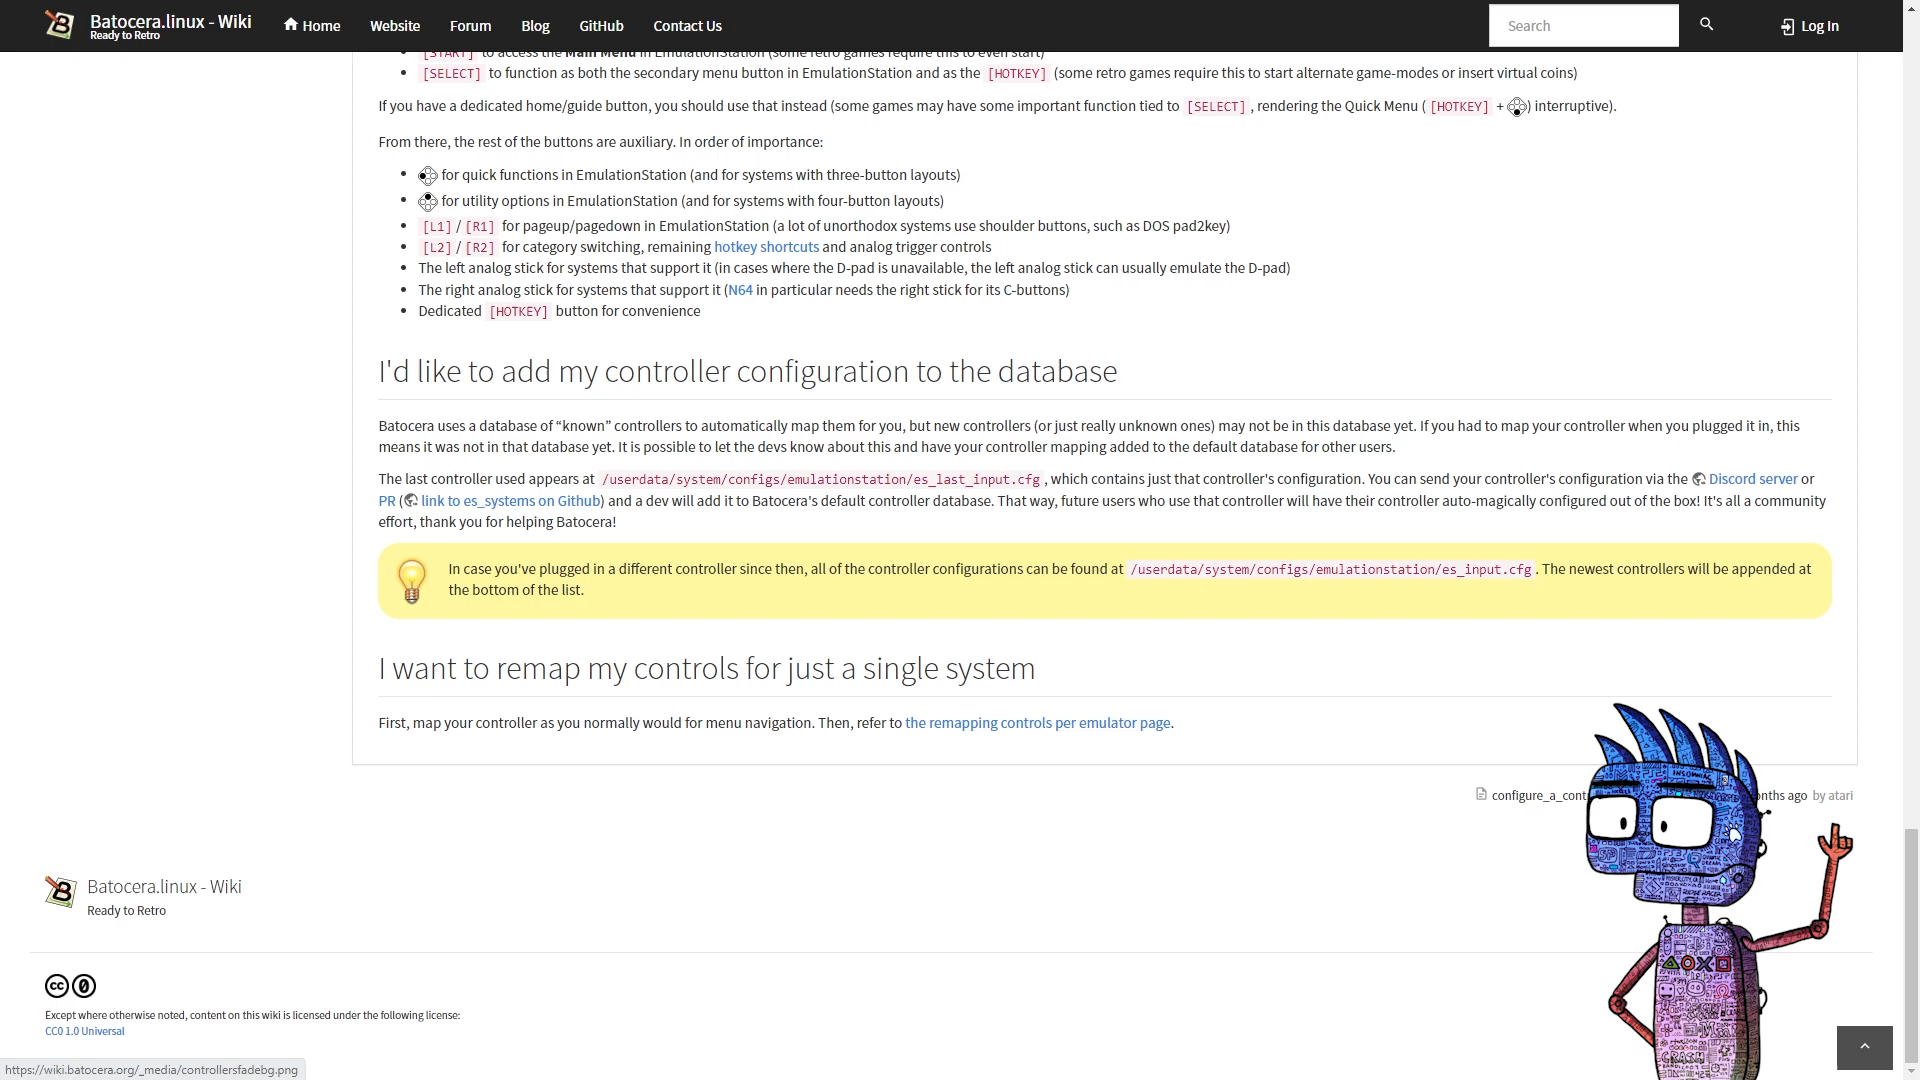 Batocera.linux - Wiki
Ready to Retro
Home
Website
Forum
Blog
GitHub
Contact Us
Search
Log In
[START] to access the Main Menu in EmulationStation (some retro games require this to even start)
[SELECT] to function as both the secondary menu button in EmulationStation and as the [HOTKEY] (some retro games require this to start alternate game-modes or insert virtual coins)
If you have a dedicated home/guide button, you should use that instead (some games may have some important function tied to [SELECT], rendering the Quick Menu ( [HOTKEY] + ) interruptive).
From there, the rest of the buttons are auxiliary. In order of importance:
for quick functions in EmulationStation (and for systems with three-button layouts)
for utility options in EmulationStation (and for systems with four-button layouts)
[L1] / [R1] for pageup/pagedown in EmulationStation (a lot of unorthodox systems use shoulder buttons, such as DOS pad2key)
[L2] / [R2] for category switching, remaining hotkey shortcuts and analog trigger controls
The left analog stick for systems that support it (in cases where the D-pad is unavailable, the left analog stick can usually emulate the D-pad)
The right analog stick for systems that support it (N64 in particular needs the right stick for its C-buttons)
Dedicated [HOTKEY] button for convenience
I'd like to add my controller configuration to the database
Batocera uses a database of “known” controllers to automatically map them for you, but new controllers (or just really unknown ones) may not be in this database yet. If you had to map your controller when you plugged it in, this
means it was not in that database yet. It is possible to let the devs know about this and have your controller mapping added to the default database for other users.
The last controller used appears at /userdata/system/configs/emulationstation/es_last_input.cfg, which contains just that controller's configuration. You can send your controller's configuration via the Discord server or
PR (link to es_systems on Github) and a dev will add it to Batocera's default controller database. That way, future users who use that controller will have their controller auto-magically configured out of the box! It's all a community
effort, thank you for helping Batocera!
In case you've plugged in a different controller since then, all of the controller configurations can be found at /userdata/system/configs/emulationstation/es_input.cfg. The newest controllers will be appended at
the bottom of the list.
I want to remap my controls for just a single system
First, map your controller as you normally would for menu navigation. Then, refer to the remapping controls per emulator page.
configure_a_cont
onths ago by atari
INSOMNIAC
RIDGE RACER
CRASH
Batocera.linux - Wiki
Ready to Retro
cc
Except where otherwise noted, content on this wiki is licensed under the following license:
CC0 1.0 Universal
https://wiki.batocera.org/_media/controllersfadebg.png